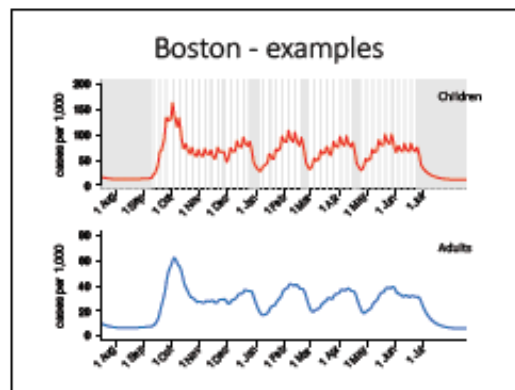 Boston - examples
Children
cases per 1,000
200
150
100
50
0
1 Aug 1 Sep 1 Oct 1 Nov 1 Dec 1 Jan 1 Feb 1 Mar 1 Apr 1 May 1 Jun 1 Jul
Adults
cases per 1,000
80
60
40
20
0
1 Aug 1 Sep 1 Oct 1 Nov 1 Dec 1 Jan 1 Feb 1 Mar 1 Apr 1 May 1 Jun 1 Jul